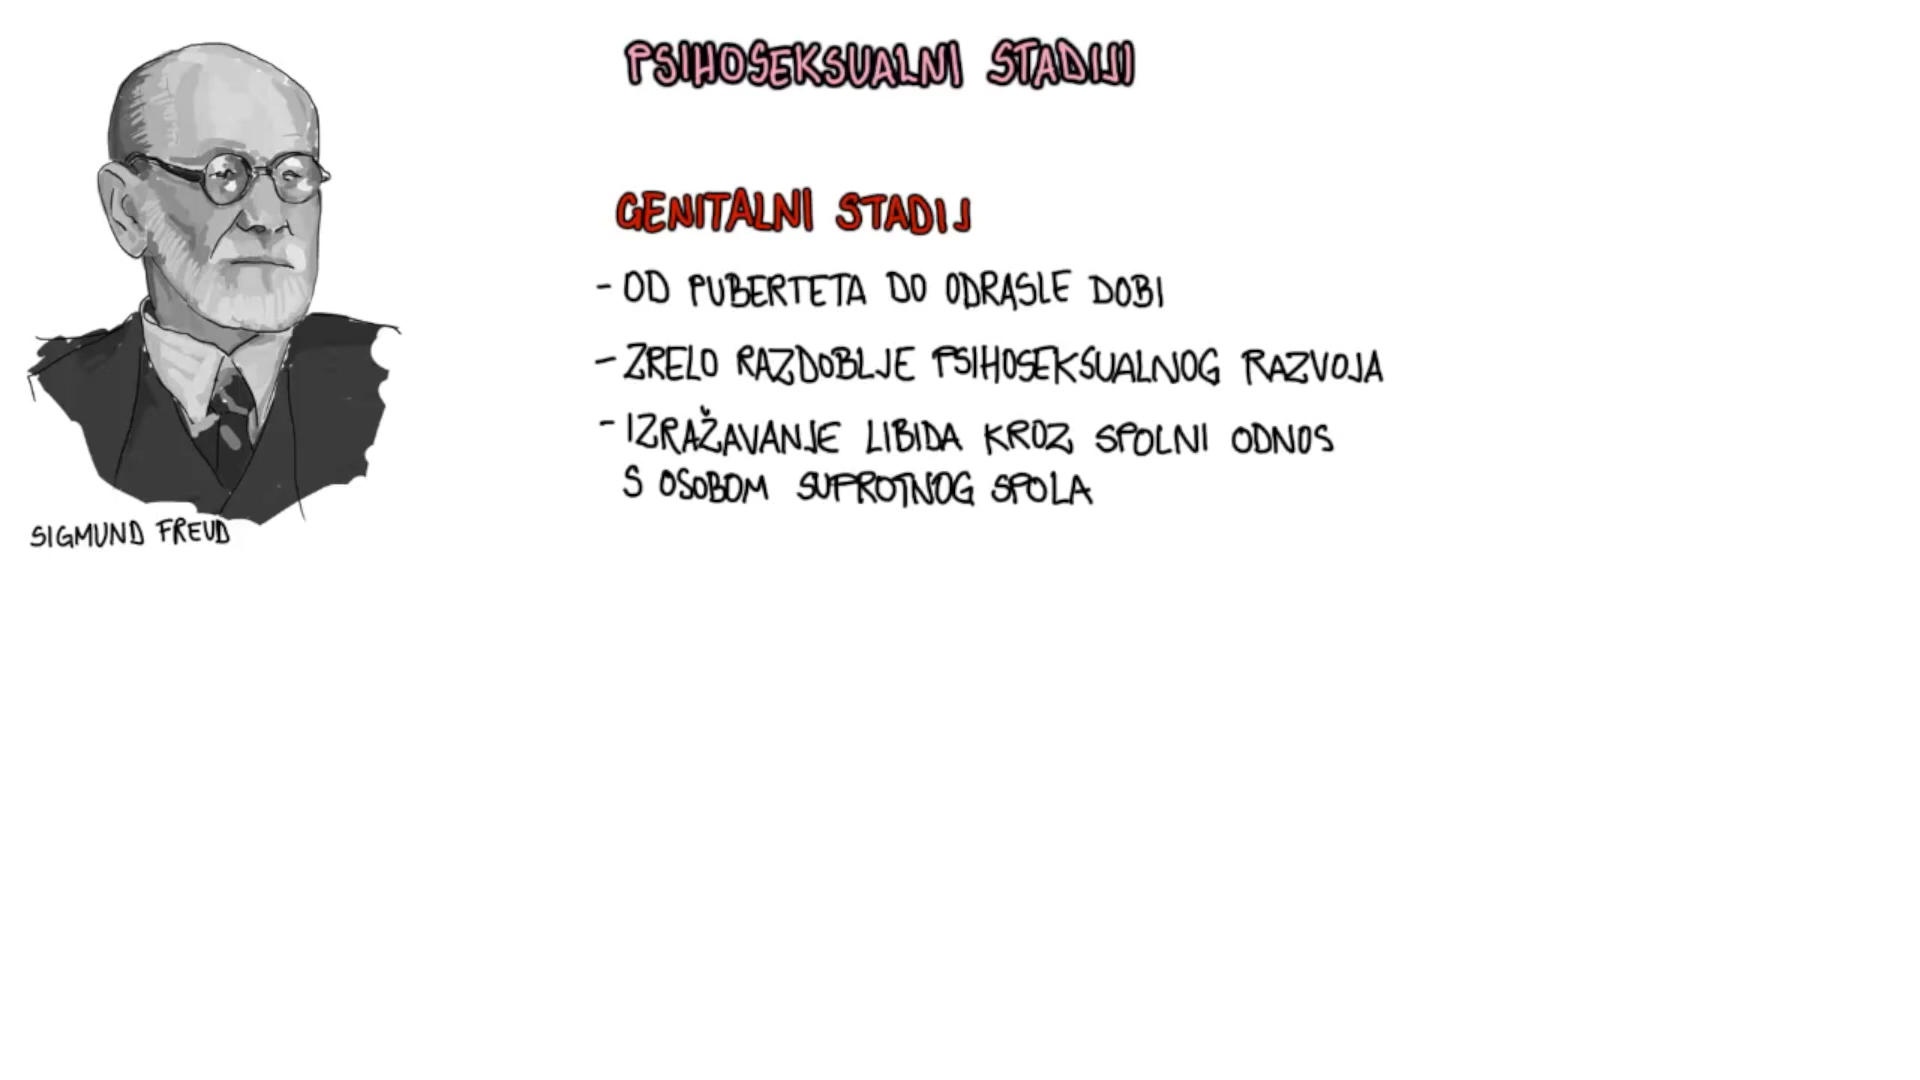 PSIHOSEKSUALNI STADIJI
GENITALNI STADIJ
- OD PUBERTETA DO ODRASLE DOBI
- ZRELO RAZDOBLJE PSIHOSEKSUALNOG RAZVOJA
- IZRAŽAVANJE LIBIDA KROZ SPOLNI ODNOS
S OSOBOM SUPROTNOG SPOLA
SIGMUND FREUD